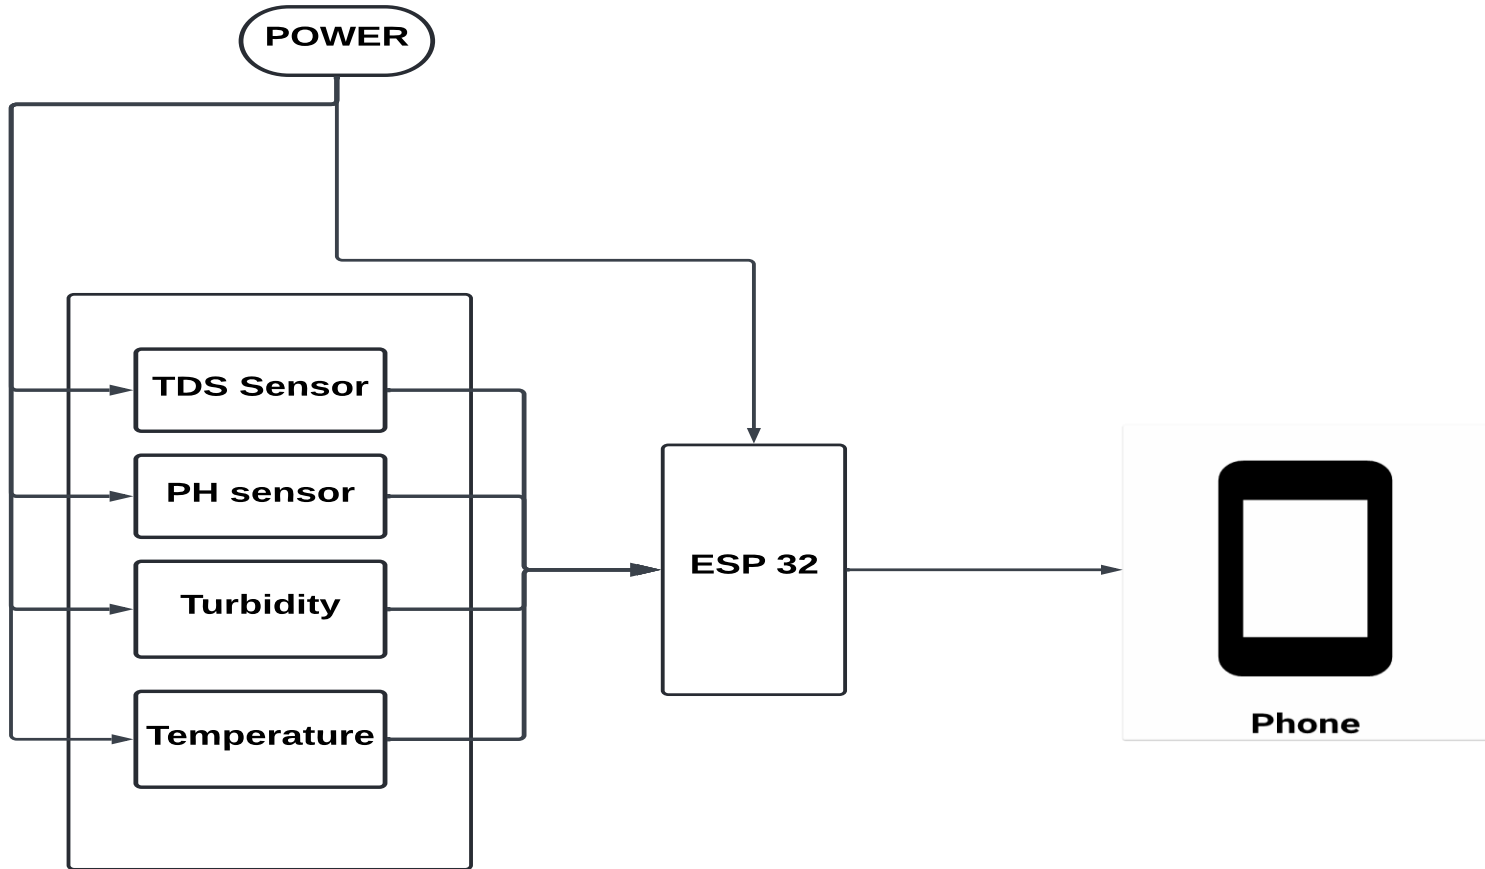 POWER
TDS Sensor
PH sensor
Turbidity
Temperature
ESP 32
Phone